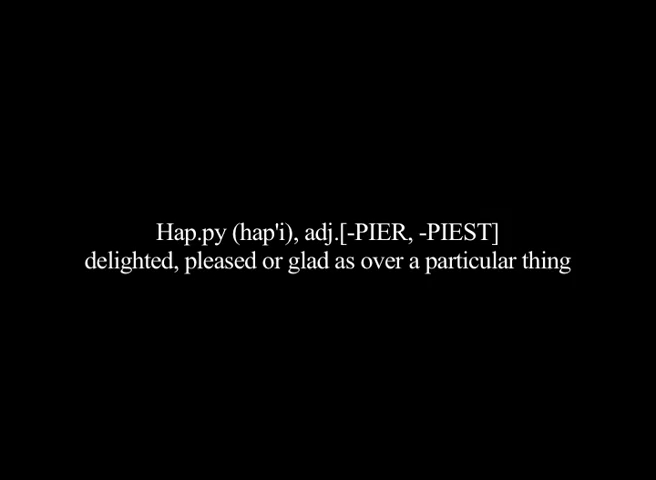 Hap.py (hap'i), adj.[-PIER, -PIEST]
delighted, pleased or glad as over a particular thing